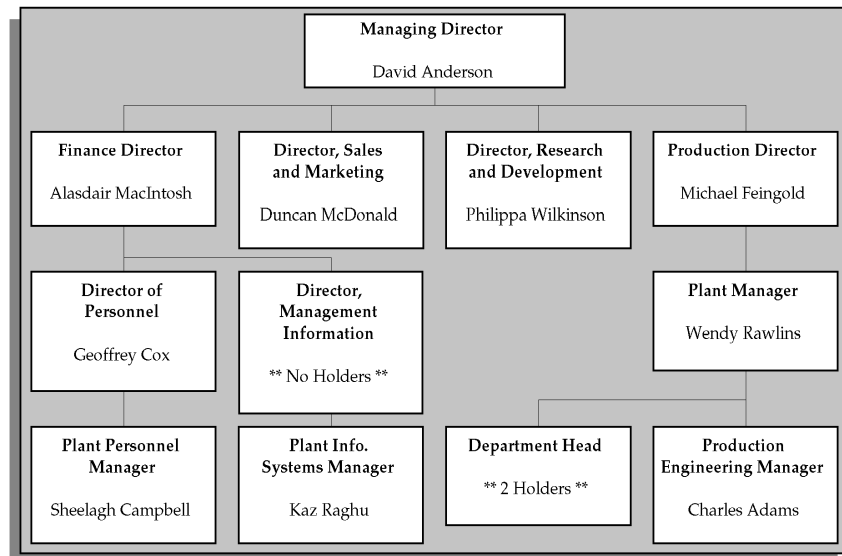 Managing Director
David Anderson
Finance Director
Alasdair MacIntosh
Director, Sales
and Marketing
Duncan McDonald
Director, Research
and Development
Philippa Wilkinson
Production Director
Michael Feingold
Director of
Personnel
Geoffrey Cox
Director,
Management
Information
** No Holders **
Plant Manager
Wendy Rawlins
Plant Personnel
Manager
Sheelagh Campbell
Plant Info.
Systems Manager
Kaz Raghu
Department Head
** 2 Holders **
Production
Engineering Manager
Charles Adams